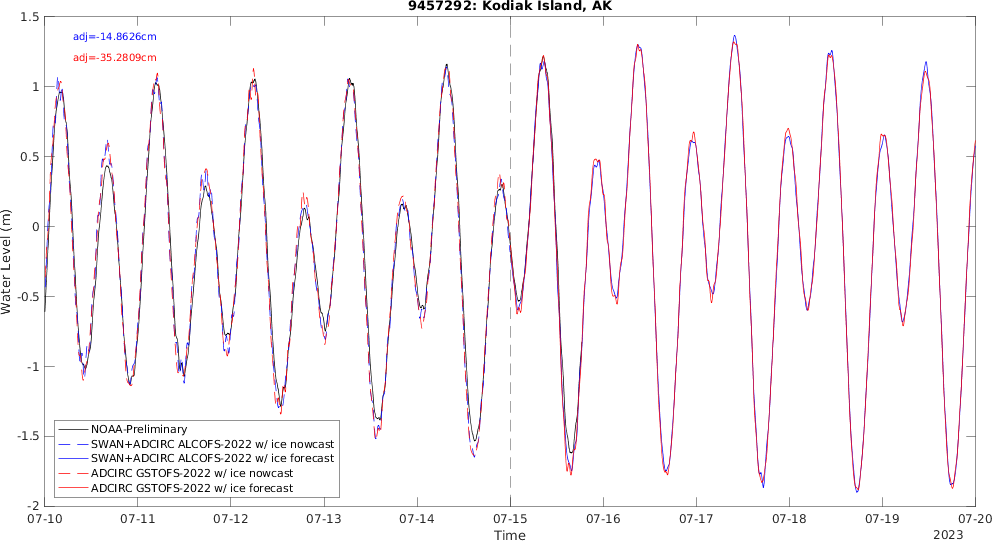 9457292: Kodiak Island, AK
adj=-14.8626cm
adj=-35.2809cm
Water Level (m)
1.5
1
0.5
0
-0.5
-1
-1.5
-2
NOAA-Preliminary
SWAN+ADCIRC ALCOFS-2022 w/ ice nowcast
SWAN+ADCIRC ALCOFS-2022 w/ ice forecast
ADCIRC GSTOFS-2022 w/ ice nowcast
ADCIRC GSTOFS-2022 w/ ice forecast
07-10 07-11 07-12 07-13 07-14 07-15 07-16 07-17 07-18 07-19 07-20
Time
2023